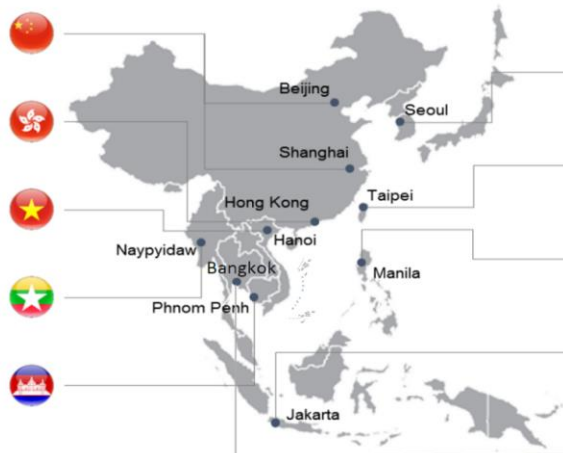 Beijing
Seoul
Shanghai
Hong Kong
Taipei
Hanoi
Naypyidaw
Bangkok
Manila
Phnom Penh
Jakarta